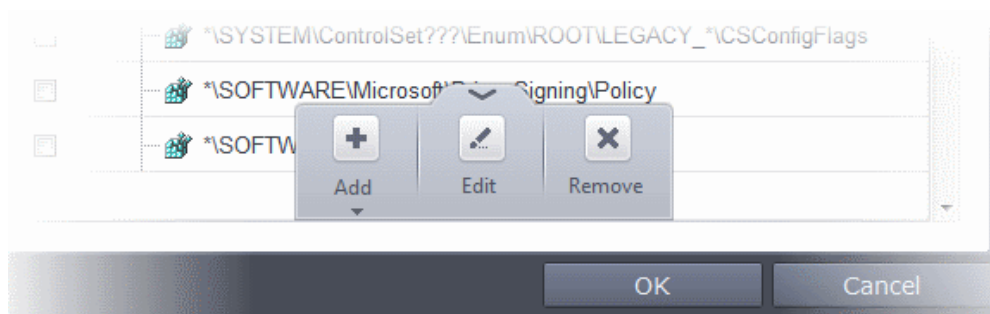 *\SYSTEM\ControlSet???\Enum\ROOT\LEGACY_*\CSConfigFlags
*\SOFTWARE\Microsoft\ Signing\Policy
*\SOFTW
Add Edit Remove
OK Cancel